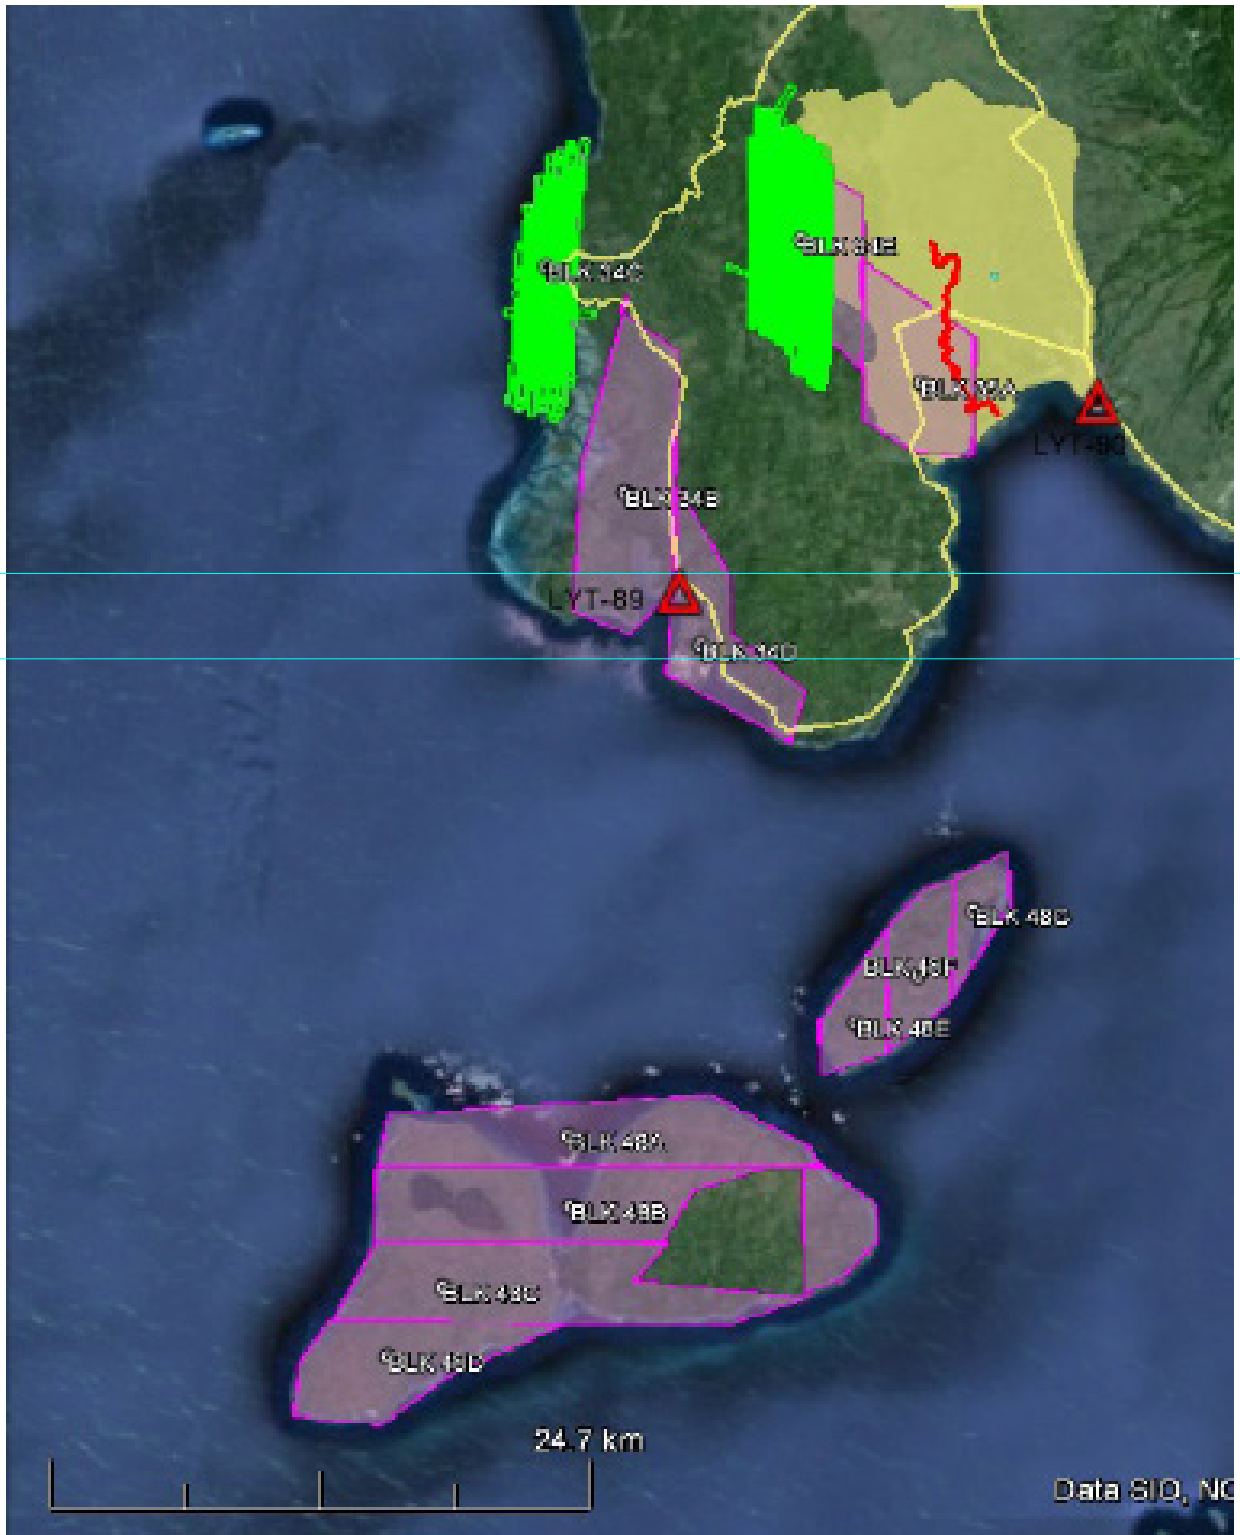 BLK 34E
BLK 34C
BLK 35A
LYT-90
BLK 34B
LYT-89
BLK 34D
BLK 48G
BLK 48F
BLK 48E
BLK 48A
BLK 48B
BLK 48C
BLK 48D
24.7 km
Data SIO, NO